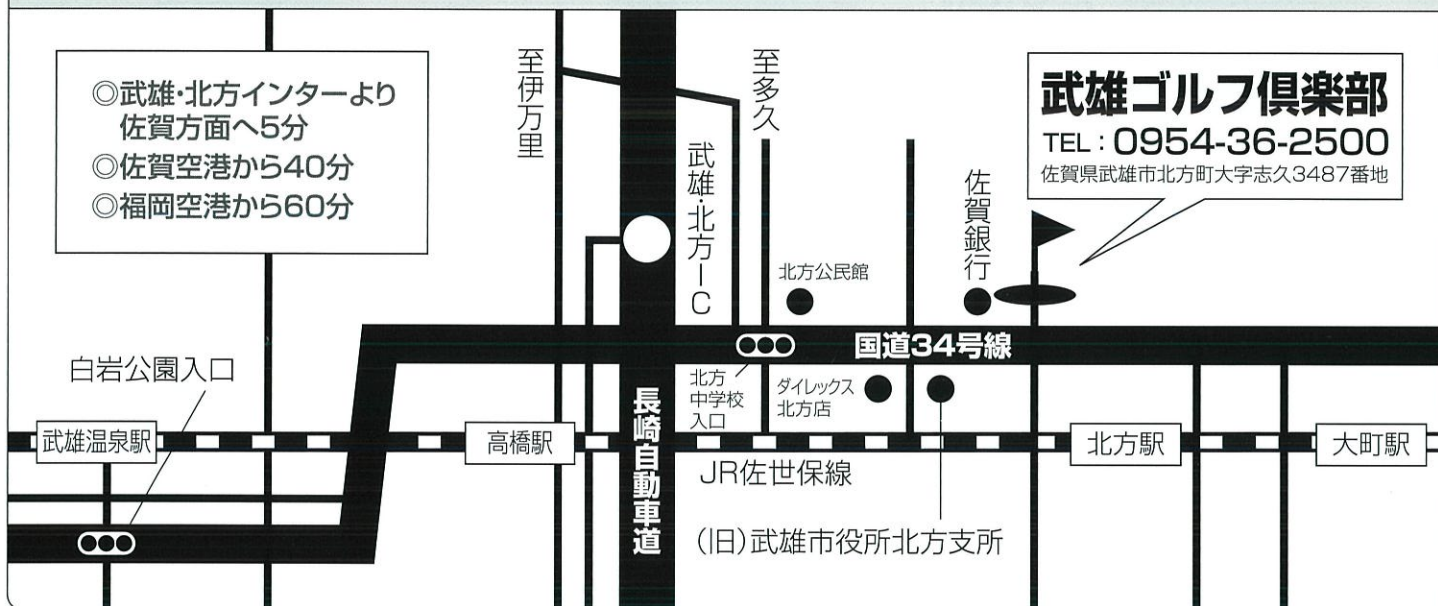 ◎武雄・北方インターより
佐賀方面へ5分
◎佐賀空港から40分
◎福岡空港から60分
至伊万里
武雄・北方IC
至多久
北方公民館
佐賀銀行
武雄ゴルフ倶楽部
TEL：0954-36-2500
佐賀県武雄市北方町大字志久3487番地
国道34号線
白岩公園入口
北方
中学校
入口
ダイレックス
北方店
長崎自動車道
武雄温泉駅
高橋駅
北方駅
大町駅
JR佐世保線
(旧)武雄市役所北方支所